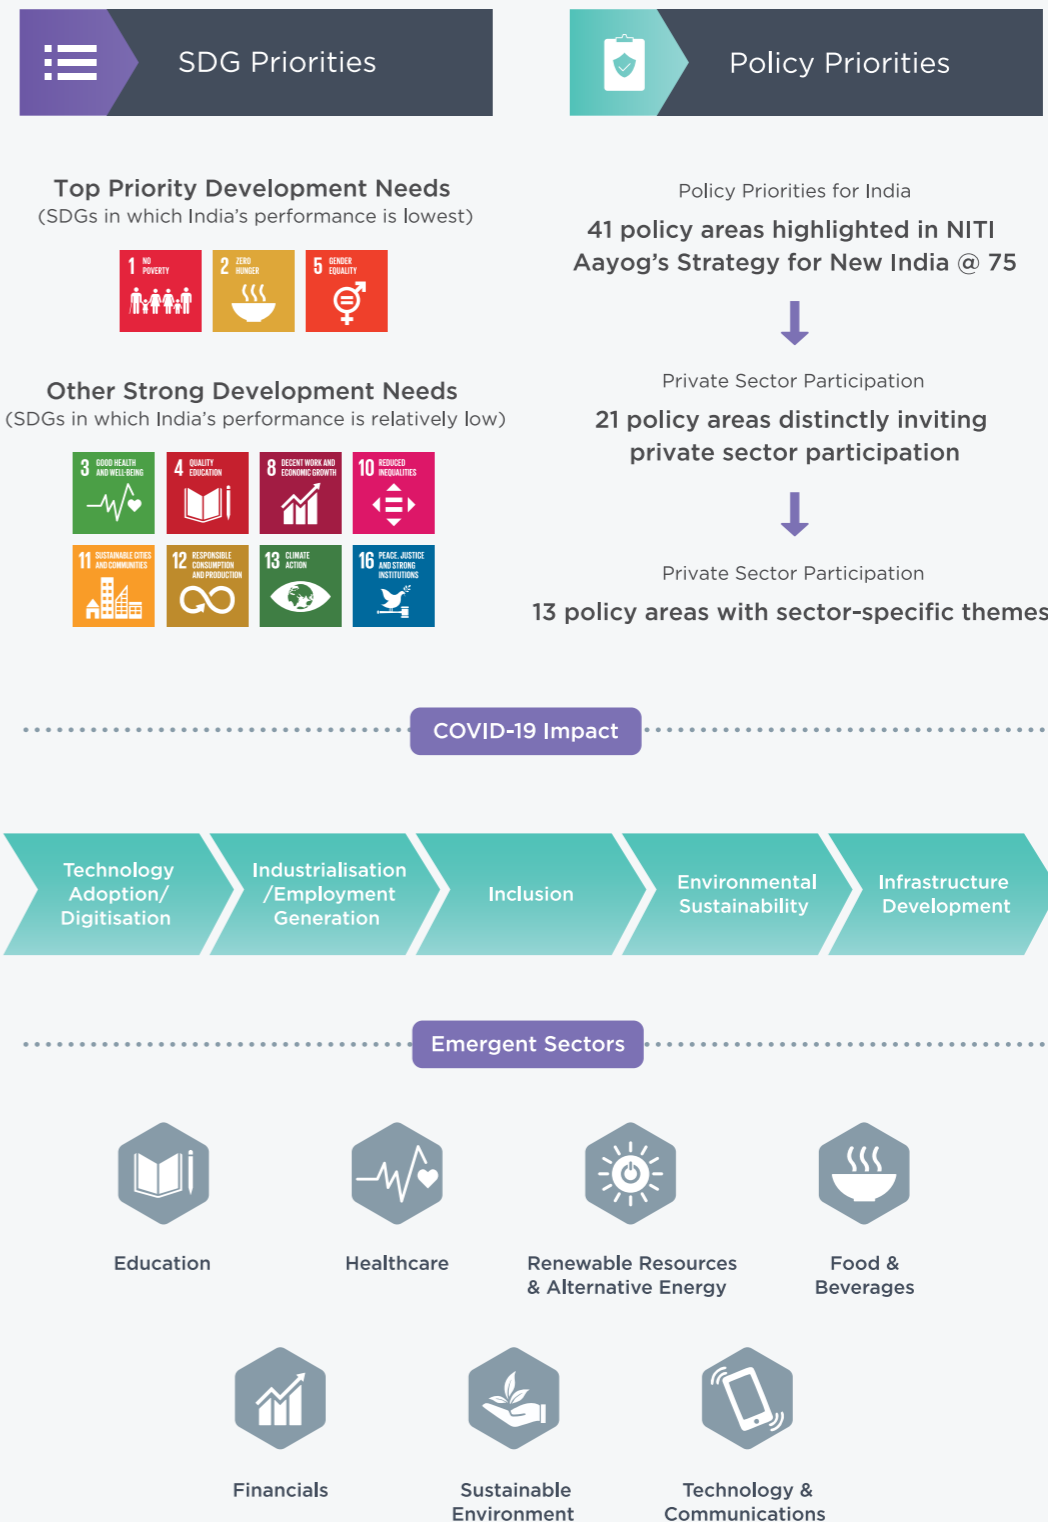 SDG Priorities
Policy Priorities
Top Priority Development Needs
(SDGs in which India's performance is lowest)
1 NO
POVERTY
2 ZERO
HUNGER
5 GENDER
EQUALITY
Other Strong Development Needs
(SDGs in which India's performance is relatively low)
3 GOOD HEALTH
AND WELL-BEING
4 QUALITY
EDUCATION
8 DECENT WORK AND
ECONOMIC GROWTH
10 REDUCED
INEQUALITIES
11 SUSTAINABLE CITIES
AND COMMUNITIES
12 RESPONSIBLE
CONSUMPTION
AND PRODUCTION
13 CLIMATE
ACTION
16 PEACE, JUSTICE
AND STRONG
INSTITUTIONS
Policy Priorities for India
41 policy areas highlighted in NITI
Aayog's Strategy for New India @ 75
Private Sector Participation
21 policy areas distinctly inviting
private sector participation
Private Sector Participation
13 policy areas with sector-specific themes
COVID-19 Impact
Technology
Adoption/
Digitisation
Industrialisation
/Employment
Generation
Inclusion
Environmental
Sustainability
Infrastructure
Development
Emergent Sectors
Education
Healthcare
Renewable Resources
& Alternative Energy
Food &
Beverages
Financials
Sustainable
Environment
Technology &
Communications